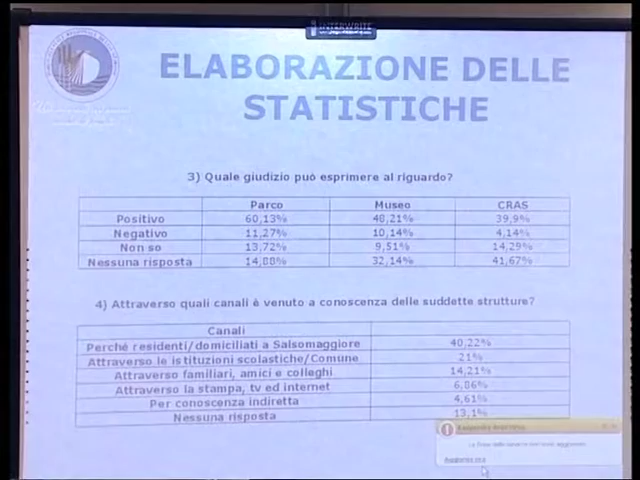 INTERWRITE
ELABORAZIONE DELLE
STATISTICHE
3) Quale giudizio può esprimere al riguardo?
Parco Museo CRAS
Positivo 60,13% 48,21% 39,9%
Negativo 11,27% 10,14% 4,14%
Non so 13,72% 9,51% 14,29%
Nessuna risposta 14,88% 32,14% 41,67%
4) Attraverso quali canali è venuto a conoscenza delle suddette strutture?
Canali
Perché residenti/domiciliati a Salsomaggiore 40,22%
Attraverso le istituzioni scolastiche/Comune 21%
Attraverso familiari, amici e colleghi 14,21%
Attraverso la stampa, tv ed internet 6,86%
Per conoscenza indiretta 4,61%
Nessuna risposta 13,1%